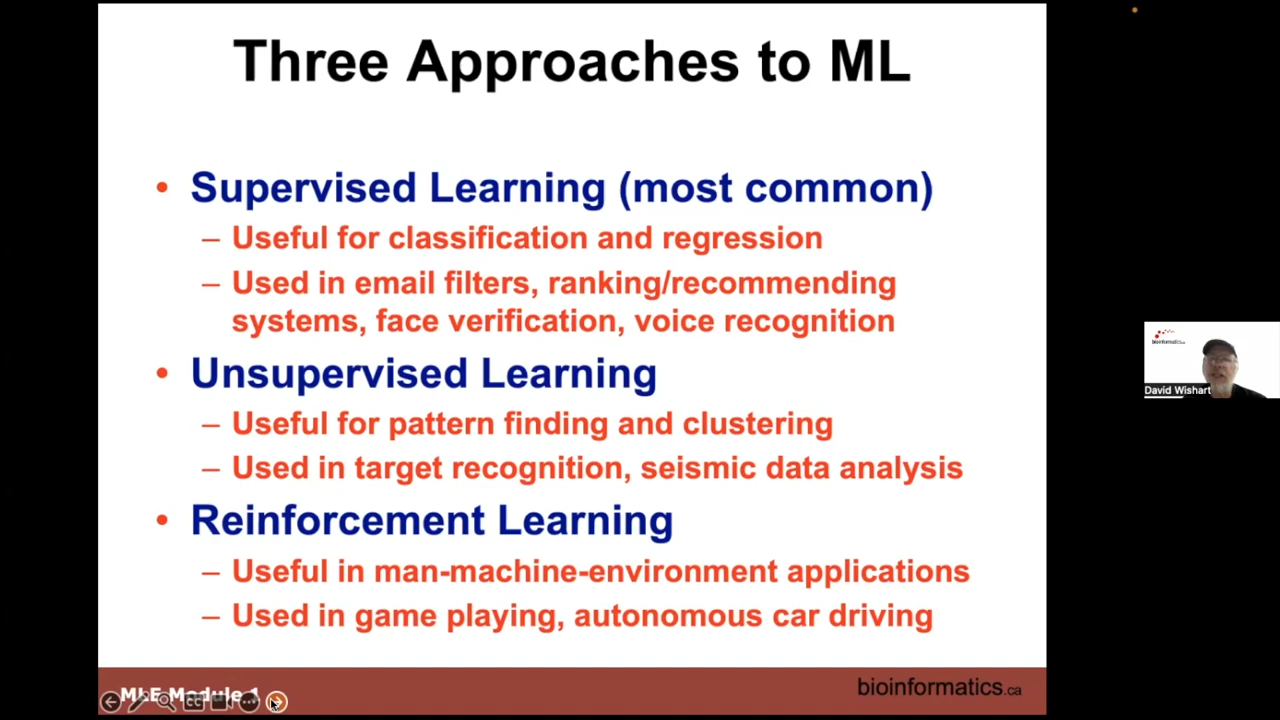 Three Approaches to ML
• Supervised Learning (most common)
– Useful for classification and regression
– Used in email filters, ranking/recommending
systems, face verification, voice recognition
• Unsupervised Learning
– Useful for pattern finding and clustering
– Used in target recognition, seismic data analysis
• Reinforcement Learning
– Useful in man-machine-environment applications
– Used in game playing, autonomous car driving
bioinformatics.ca
David Wishart
MLE Module 1
CC
bioinformatics.ca